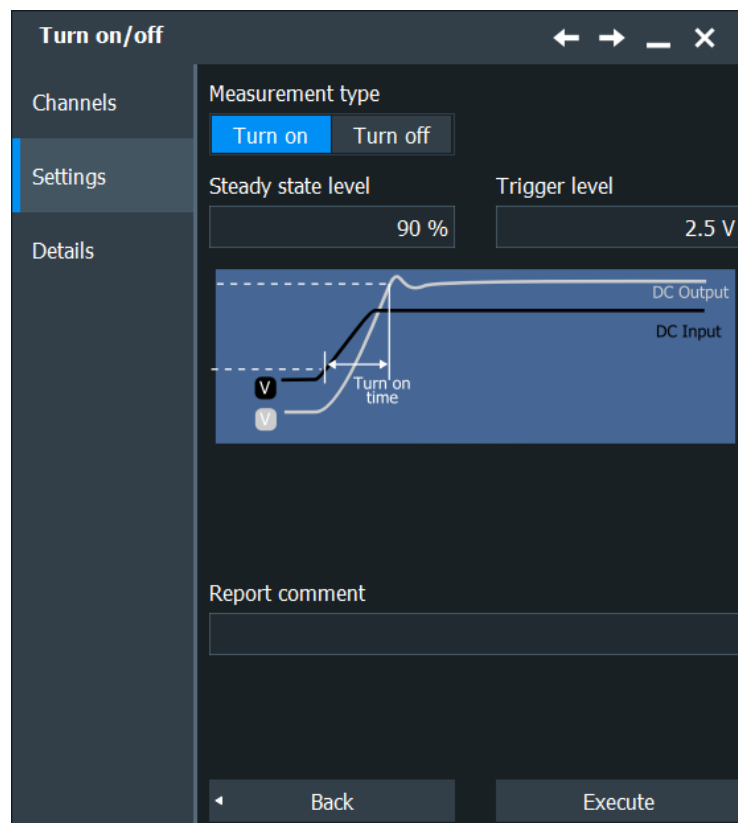 Turn on/off
Channels
Settings
Details
Measurement type
Turn on Turn off
Steady state level Trigger level
90 % 2.5 V
DC Output
DC Input
V
Turn on
time
V
Report comment
Back Execute